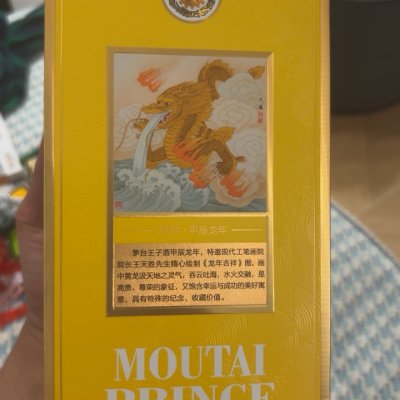 2024·甲辰龙年
茅台王子酒甲辰龙年，特邀现代工笔画院
院长王天胜先生精心绘制《龙年吉祥》图。画
中黄龙汲天地之灵气，吞云吐海，水火交融，是
高贵、尊荣的象征，又饱含幸运与成功的美好寓
意，具有特殊的纪念、收藏价值。
MOUTAI
PRINCE